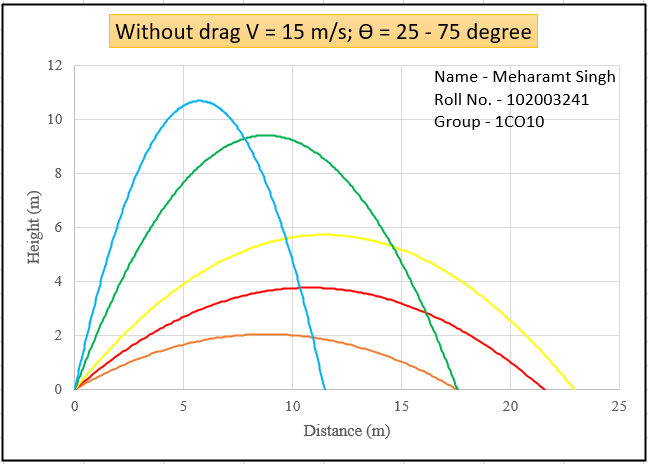 Without drag V = 15 m/s; Ɵ = 25 - 75 degree
Name - Meharamt Singh
Roll No. - 102003241
Group - 1CO10
12
10
8
6
4
2
0
Height (m)
0 5 10 15 20 25
Distance (m)